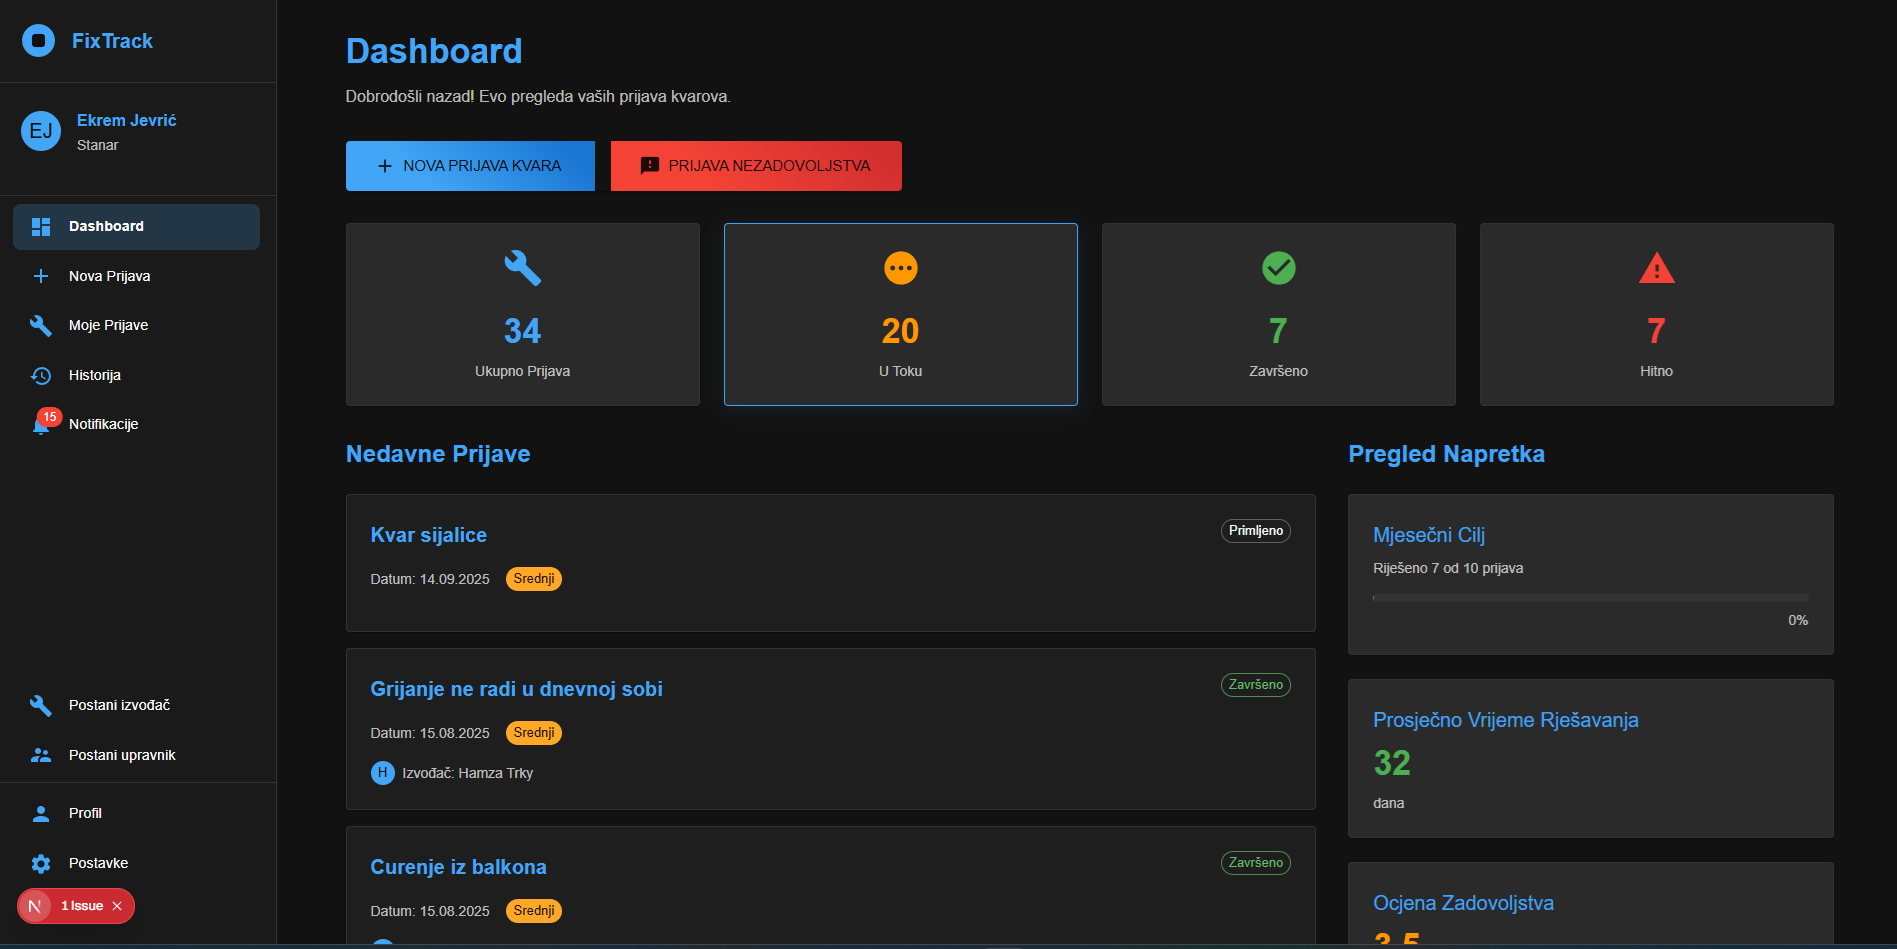 FixTrack
EJ
Ekrem Jevrić
Stanar
Dashboard
Nova Prijava
Moje Prijave
Historija
15
Notifikacije
Postani izvođač
Postani upravnik
Profil
Postavke
N
1 Issue
Dashboard
Dobrodošli nazad! Evo pregleda vaših prijava kvarova.
NOVA PRIJAVA KVARA
PRIJAVA NEZADOVOLJSTVA
34
Ukupno Prijava
20
U Toku
7
Završeno
7
Hitno
Nedavne Prijave
Kvar sijalice
Primljeno
Datum: 14.09.2025 Srednji
Grijanje ne radi u dnevnoj sobi
Završeno
Datum: 15.08.2025 Srednji
H Izvođač: Hamza Trky
Curenje iz balkona
Završeno
Datum: 15.08.2025 Srednji
Pregled Napretka
Mjesečni Cilj
Riješeno 7 od 10 prijava
0%
Prosječno Vrijeme Rješavanja
32
dana
Ocjena Zadovoljstva
3.5